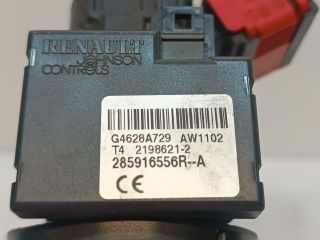 RENAULT
JOHNSON
CONTROLS
G4628A729 AW1102
T4 2198621-2
285916556R--A
CE